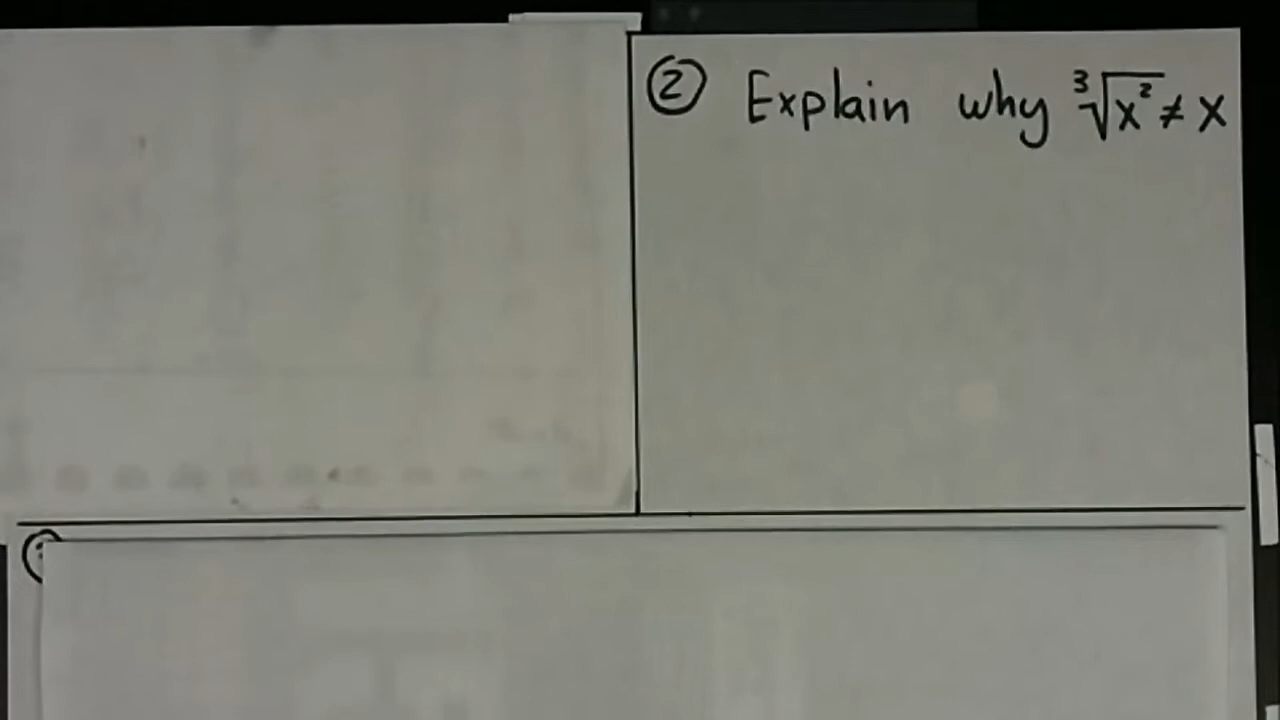 ② Explain why ∛x² ≠ x